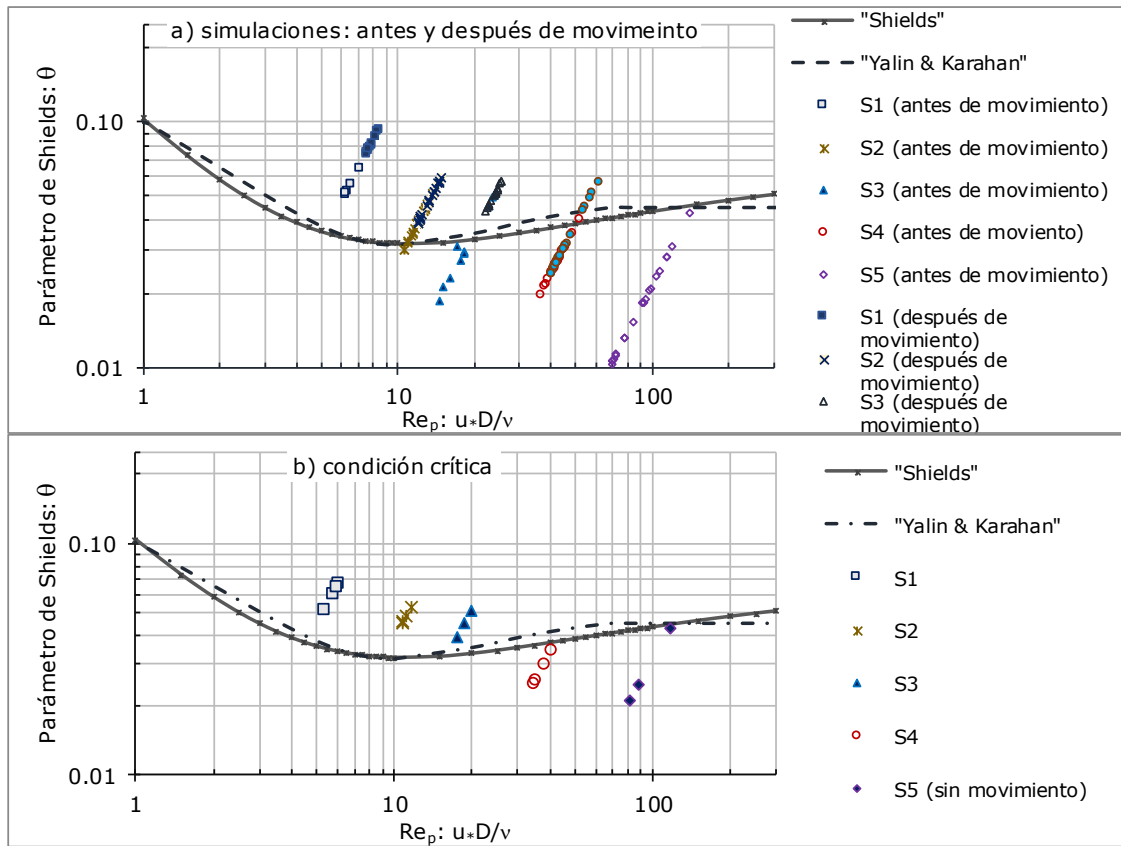 a) simulaciones: antes y después de movimeinto
Parámetro de Shields: θ
0.10
0.01
1
10
100
Reₚ: u*D/ν
"Shields"
"Yalin & Karahan"
S1 (antes de movimiento)
S2 (antes de movimiento)
S3 (antes de movimiento)
S4 (antes de moviento)
S5 (antes de movimiento)
S1 (después de
movimiento)
S2 (después de
movimiento)
S3 (después de
movimiento)
b) condición crítica
Parámetro de Shields: θ
0.10
0.01
1
10
100
Reₚ: u*D/ν
"Shields"
"Yalin & Karahan"
S1
S2
S3
S4
S5 (sin movimiento)